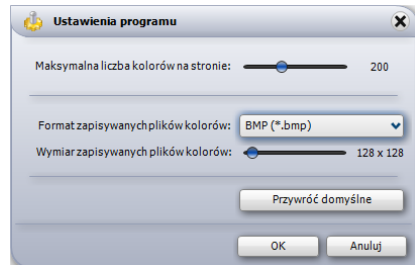 Ustawienia programu
Maksymalna liczba kolorów na stronie: 200
Format zapisywanych plików kolorów: BMP (*.bmp)
Wymiar zapisywanych plików kolorów: 128 x 128
Przywróć domyślne
OK Anuluj